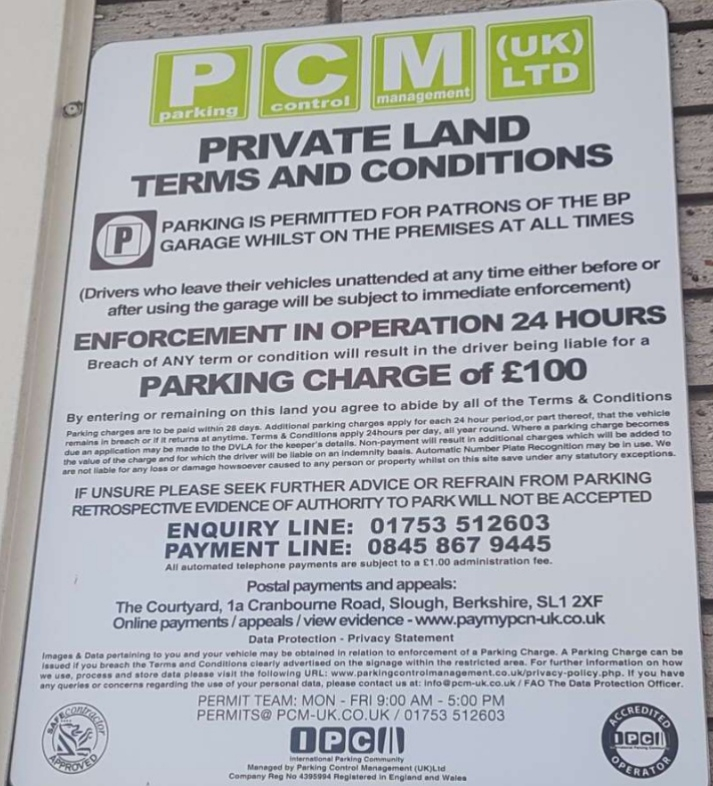 P C M (UK) LTD
parking control management
PRIVATE LAND
TERMS AND CONDITIONS
P
PARKING IS PERMITTED FOR PATRONS OF THE BP
GARAGE WHILST ON THE PREMISES AT ALL TIMES
(Drivers who leave their vehicles unattended at any time either before or
after using the garage will be subject to immediate enforcement)
ENFORCEMENT IN OPERATION 24 HOURS
Breach of ANY term or condition will result in the driver being liable for a
PARKING CHARGE of £100
By entering or remaining on this land you agree to abide by all of the Terms & Conditions
Parking charges are to be paid within 28 days. Additional parking charges apply for each 24 hour period,or part thereof, that the vehicle
remains in breach or if it returns at anytime. Terms & Conditions apply 24hours per day, all year round. Where a parking charge becomes
due an application may be made to the DVLA for the keeper's details. Non-payment will result in additional charges which will be added to
the value of the charge and for which the driver will be liable on an indemnity basis. Automatic Number Plate Recognition may be in use. We
are not liable for any loss or damage howsoever caused to any person or property whilst on this site save under any statutory exceptions.
IF UNSURE PLEASE SEEK FURTHER ADVICE OR REFRAIN FROM PARKING
RETROSPECTIVE EVIDENCE OF AUTHORITY TO PARK WILL NOT BE ACCEPTED
ENQUIRY LINE: 01753 512603
PAYMENT LINE: 0845 867 9445
All automated telephone payments are subject to a £1.00 administration fee.
Postal payments and appeals:
The Courtyard, 1a Cranbourne Road, Slough, Berkshire, SL1 2XF
Online payments / appeals / view evidence - www.paymypcn-uk.co.uk
Data Protection - Privacy Statement
Images & Data pertaining to you and your vehicle may be obtained in relation to enforcement of a Parking Charge. A Parking Charge can be
issued if you breach the Terms and Conditions clearly advertised on the signage within the restricted area. For further information on how
we use, process and store data please visit the following URL: www.parkingcontrolmanagement.co.uk/privacy-policy.php. If you have
any queries or concerns regarding the use of your personal data, please contact us at: info@pcm-uk.co.uk / FAO The Data Protection Officer.
PERMIT TEAM: MON - FRI 9:00 AM - 5:00 PM
PERMITS@ PCM-UK.CO.UK / 01753 512603
SAFEcontractor
APPROVED
IPC
International Parking Community
Managed by Parking Control Management (UK)Ltd
Company Reg No 4395994 Registered in England and Wales
ACCREDITED
IPC
OPERATOR